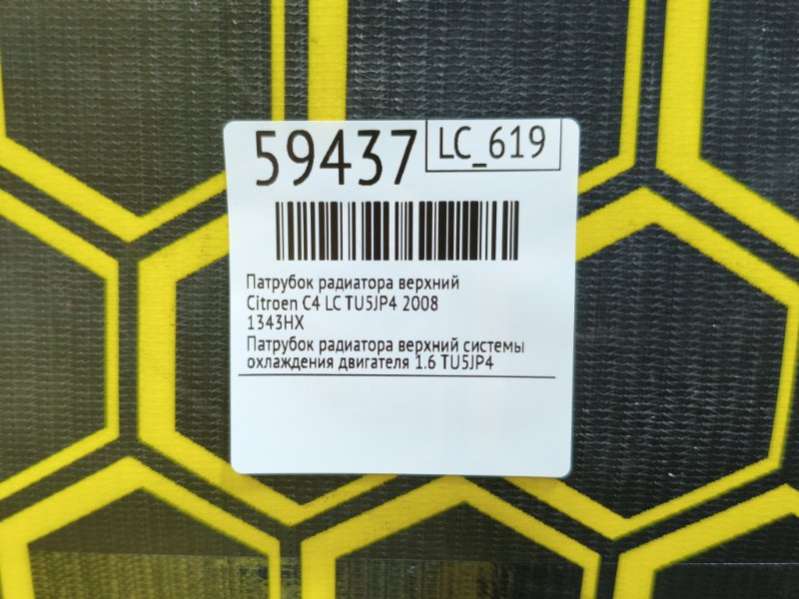 59437 LC_619
Патрубок радиатора верхний
Citroen C4 LC TU5JP4 2008
1343HX
Патрубок радиатора верхний системы
охлаждения двигателя 1.6 TU5JP4